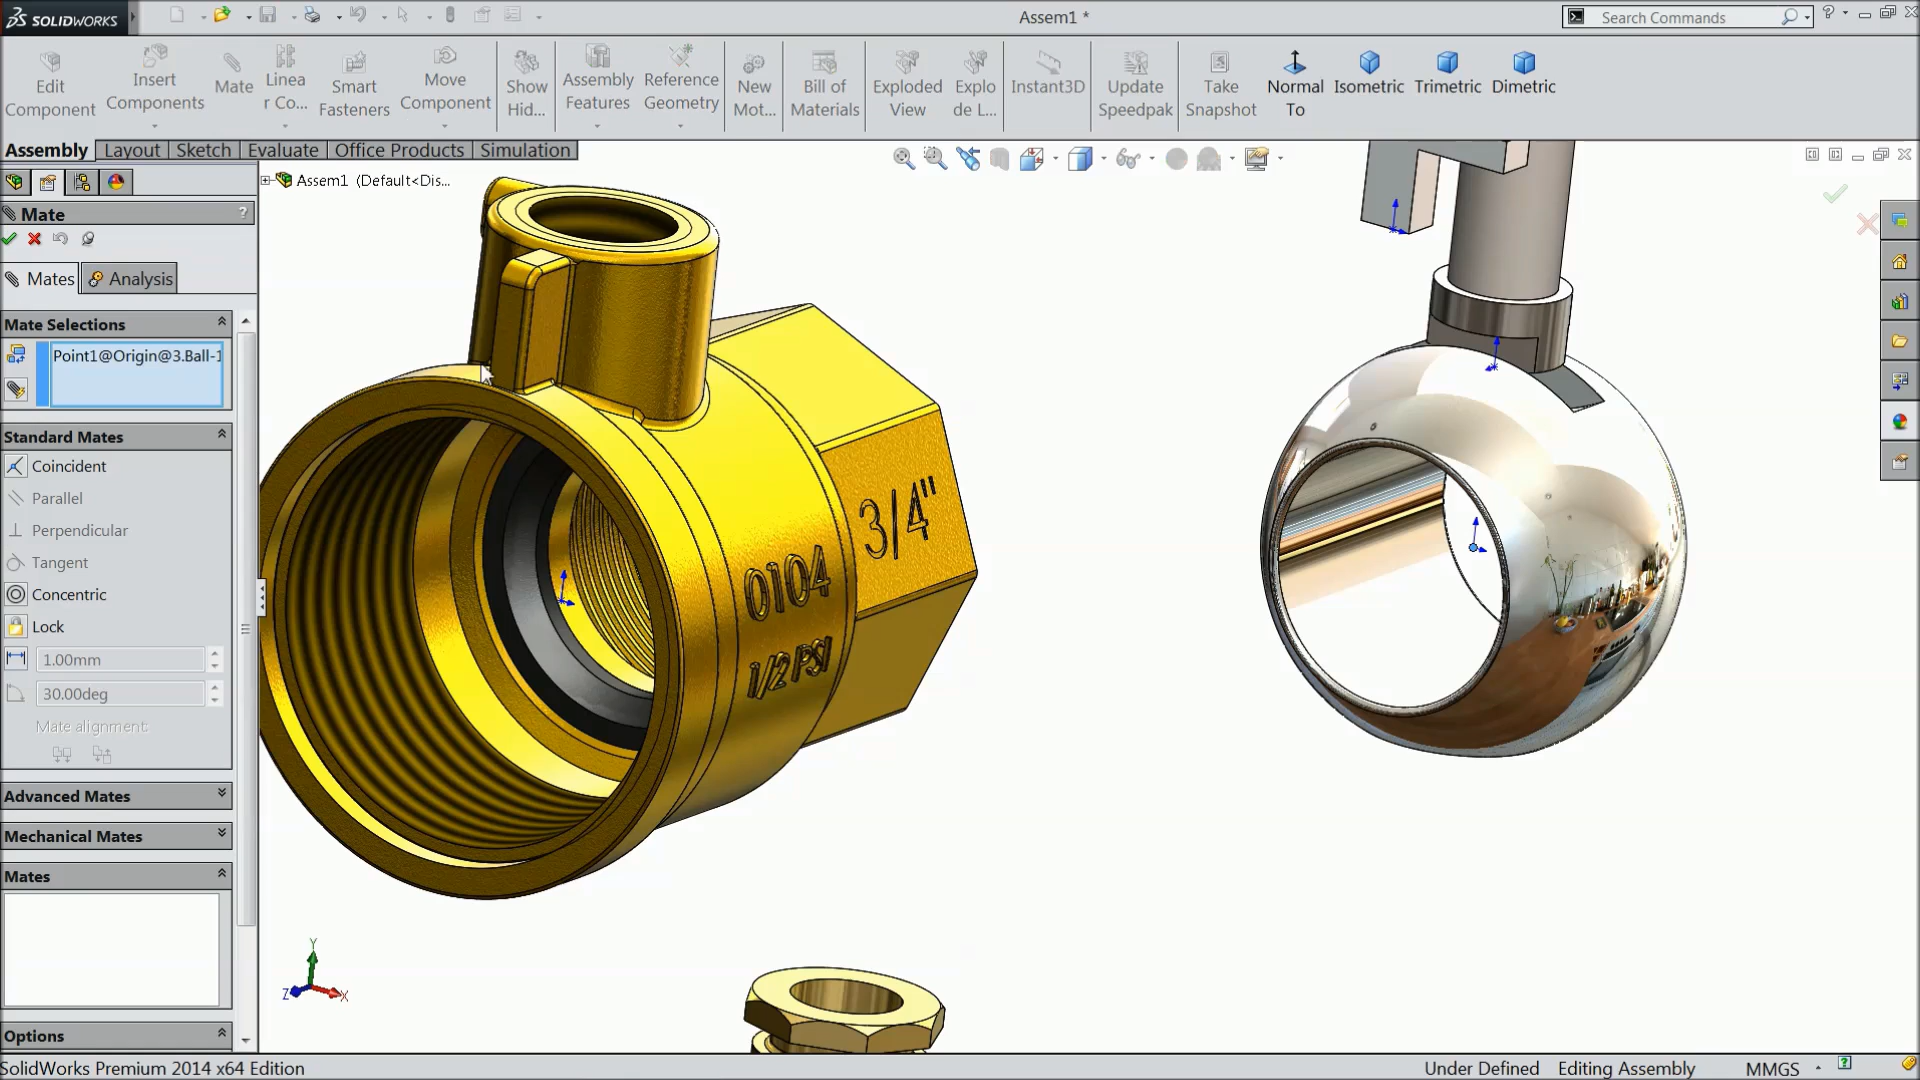 SOLIDWORKS
Assem1 *
Search Commands
?
Edit Component
Insert Components
Mate
Linea r Co...
Smart Fasteners
Move Component
Show Hid...
Assembly Features
Reference Geometry
New Mot...
Bill of Materials
Exploded View
Explo de L...
Instant3D
Update Speedpak
Take Snapshot
Normal To
Isometric
Trimetric
Dimetric
Assembly
Layout
Sketch
Evaluate
Office Products
Simulation
Assem1 (Default<Dis...
Mate
?
Mates
Analysis
Mate Selections
Point1@Origin@3.Ball-1
Standard Mates
Coincident
Parallel
Perpendicular
Tangent
Concentric
Lock
1.00mm
30.00deg
Mate alignment:
Advanced Mates
Mechanical Mates
Mates
Options
3/4"
0104
1/2 PSI
Y
Z
X
SolidWorks Premium 2014 x64 Edition
Under Defined
Editing Assembly
MMGS
?